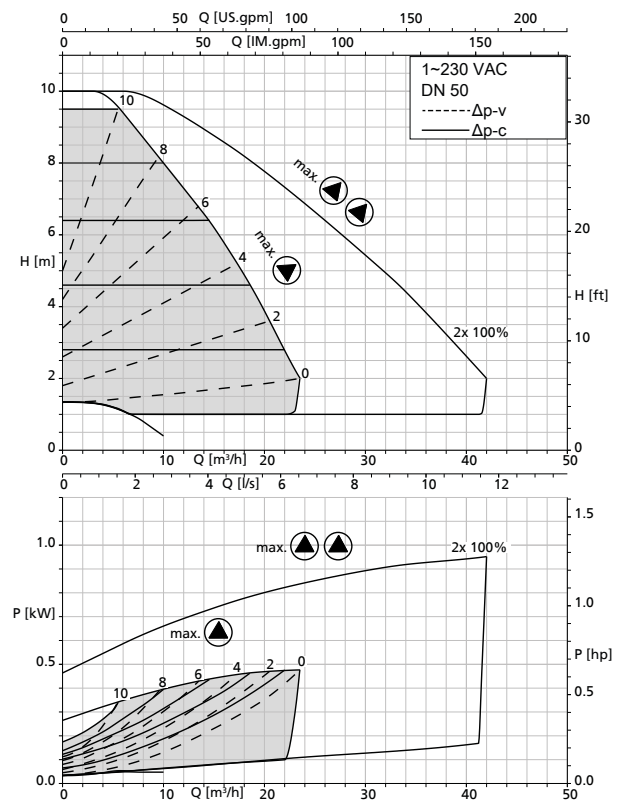 0 50 100 150 200
Q [US.gpm]
0 50 100 150
Q [IM.gpm]
1~230 VAC
DN 50
Δp-v
Δp-c
10
8
6
4
2
0
H [m]
10
8
6
4
2
0
max.
max.
2x 100%
30
20
10
0
H [ft]
0 10 20 30 40 50
Q [m³/h]
0 2 4 6 8 10 12
Q [l/s]
1.0
0.5
0.0
P [kW]
max.
2x 100%
max.
10
8
6
4
2
0
1.5
1.0
0.5
0.0
P [hp]
0 10 20 30 40 50
Q [m³/h]